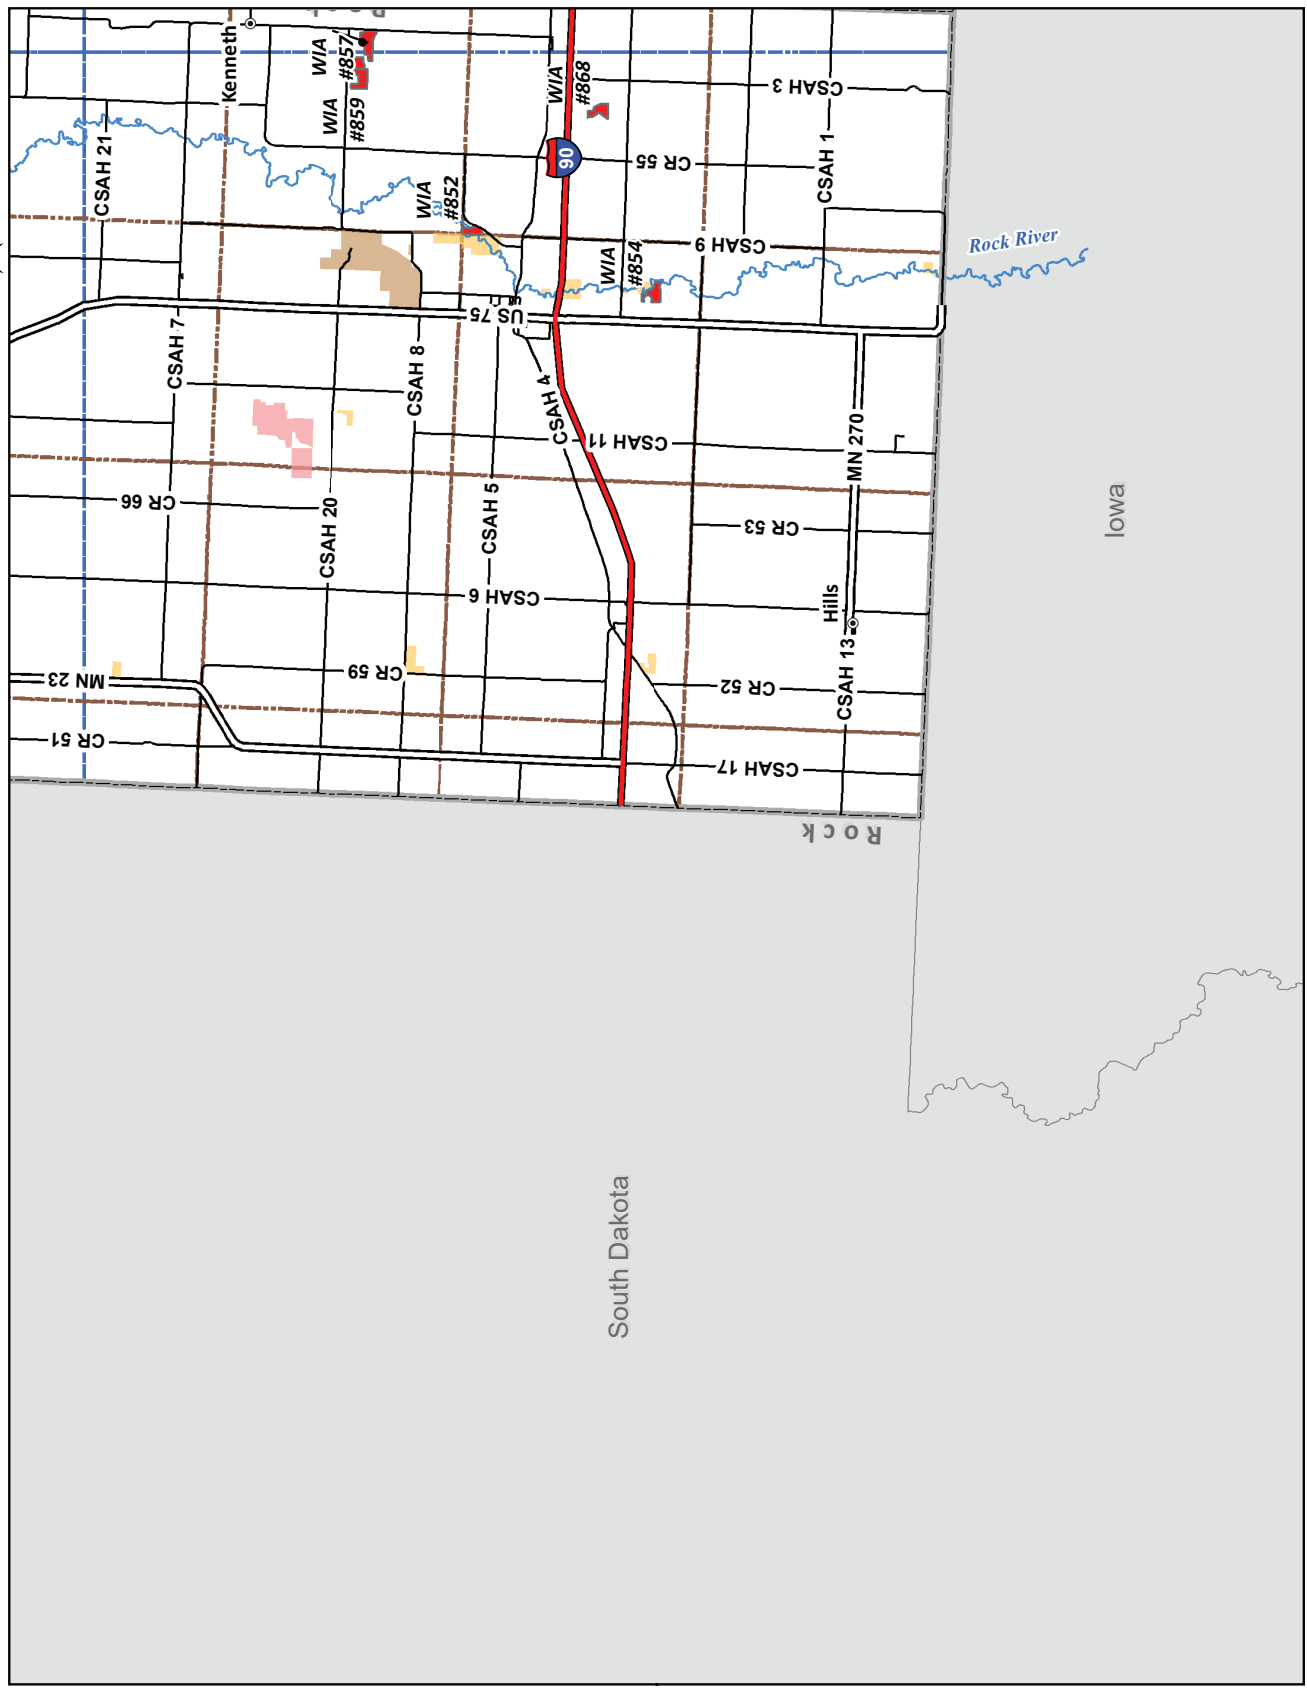 Kenneth
WIA
#857
WIA
#859
WIA
#868
CSAH 3
CSAH 21
CSAH 1
90
CR 55
WIA
#852
CSAH 9
WIA
#854
Rock River
US 75
CSAH 7
CSAH 8
CSAH 4
CSAH 11
MN 270
CR 66
CSAH 20
CSAH 5
CR 53
Iowa
CSAH 6
Hills
MN 23
CR 59
CR 52
CSAH 13
CR 51
CSAH 17
Rock
South Dakota